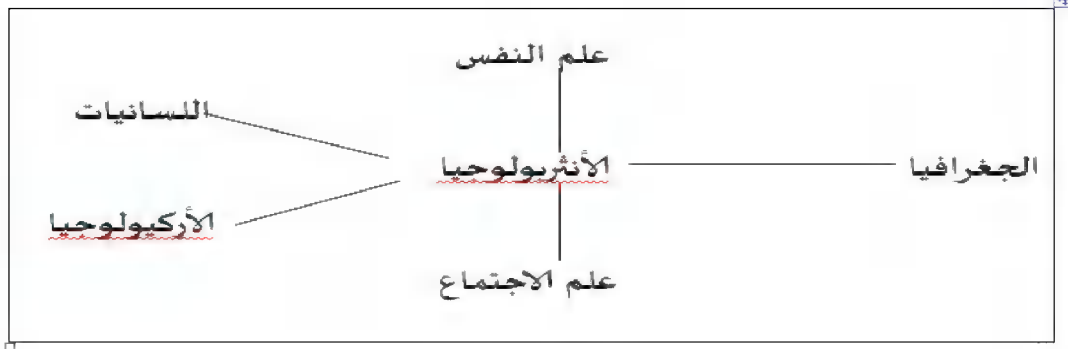 علم النفس
اللسانيات
الأنثربولوجيا
الجغرافيا
الأركيولوجيا
علم الاجتماع